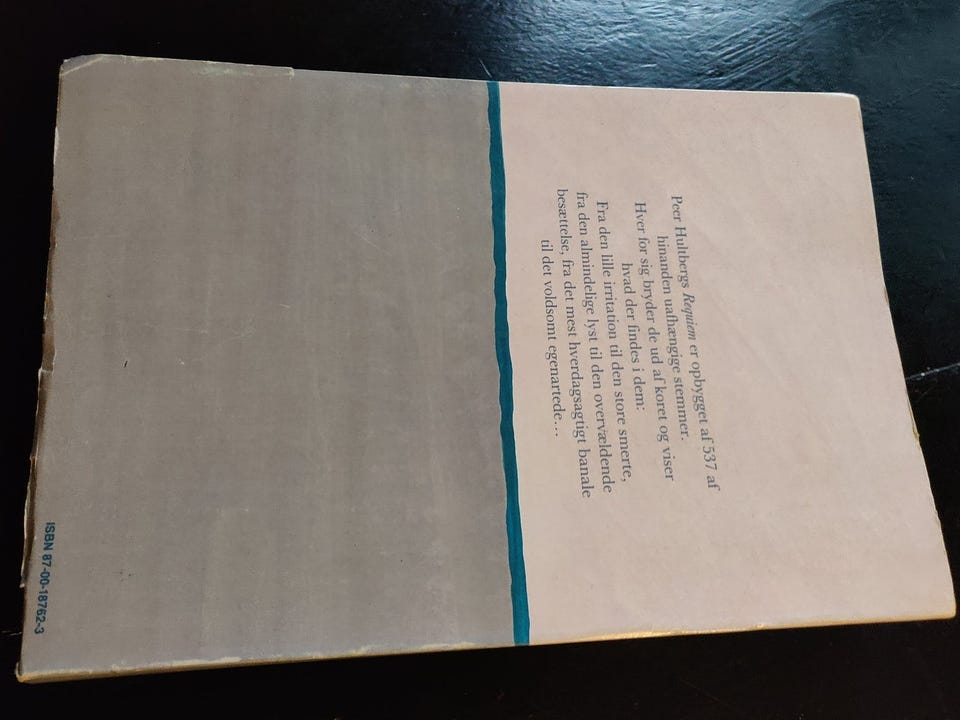 Peer Hultbergs Requiem er opbygget af 537 af
hinanden uafhængige stemmer.
Hver for sig bryder de ud af koret og viser
hvad der findes i dem:
Fra den lille irritation til den store smerte,
fra den almindelige lyst til den overvældende
besættelse, fra det mest hverdagsagtigt banale
til det voldsomt egenartede...
ISBN 87-00-18762-3